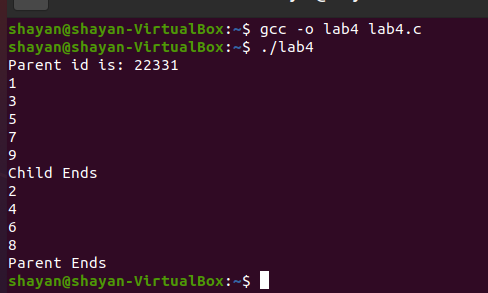 shayan@shayan-VirtualBox:~$ gcc -o lab4 lab4.c
shayan@shayan-VirtualBox:~$ ./lab4
Parent id is: 22331
1
3
5
7
9
Child Ends
2
4
6
8
Parent Ends
shayan@shayan-VirtualBox:~$